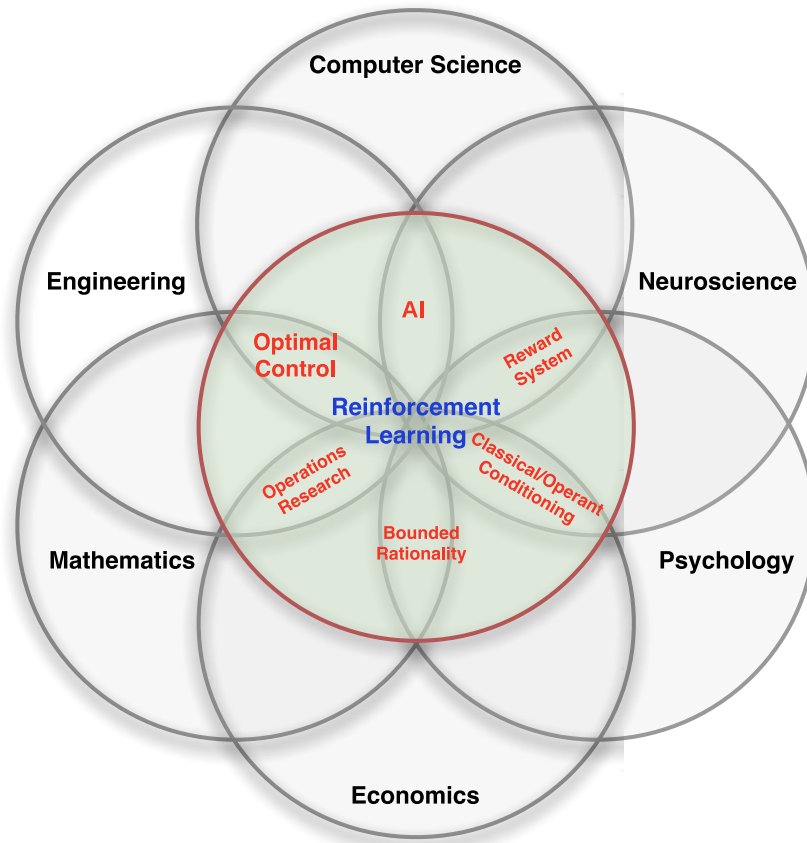 Computer Science
Engineering
Neuroscience
AI
Optimal
Control
Reward
System
Reinforcement
Learning
Operations
Research
Classical/Operant
Conditioning
Bounded
Rationality
Mathematics
Psychology
Economics